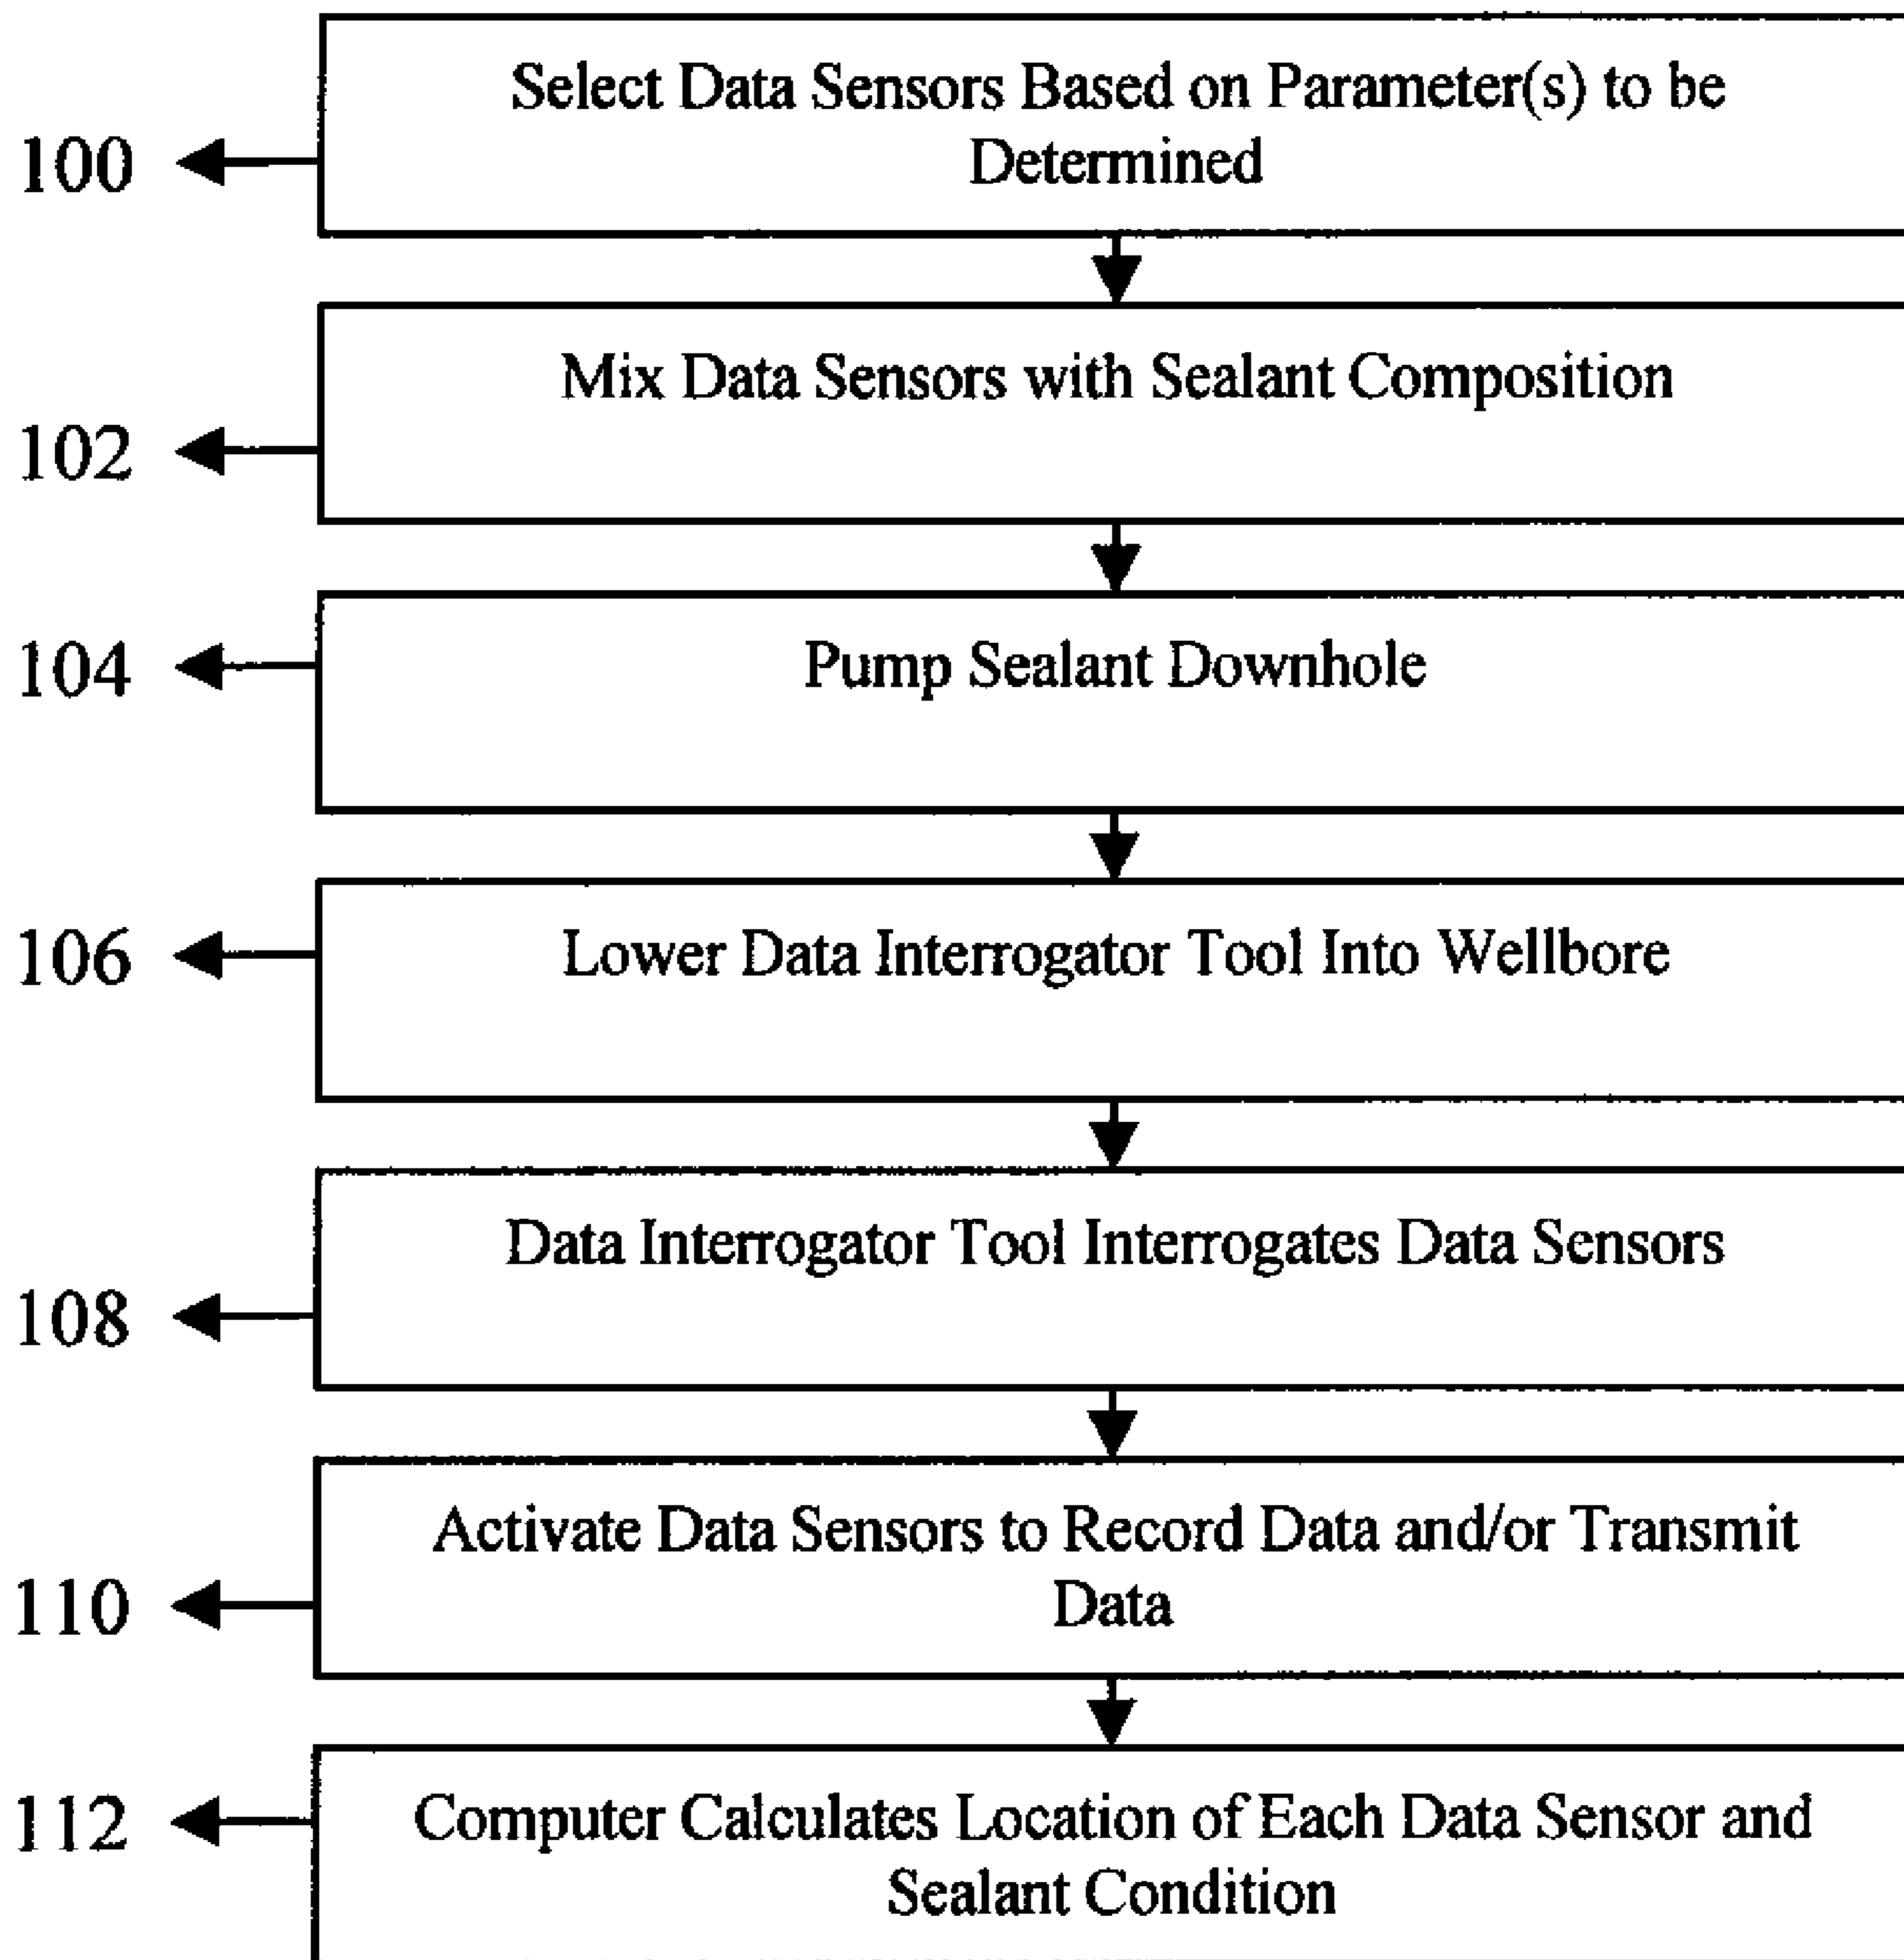 Select Data Sensors Based on Parameter(s) to be
Determined
100
Mix Data Sensors with Sealant Composition
102
Pump Sealant Downhole
104
Lower Data Interrogator Tool Into Wellbore
106
Data Interrogator Tool Interrogates Data Sensors
108
Activate Data Sensors to Record Data and/or Transmit
Data
110
Computer Calculates Location of Each Data Sensor and
Sealant Condition
112